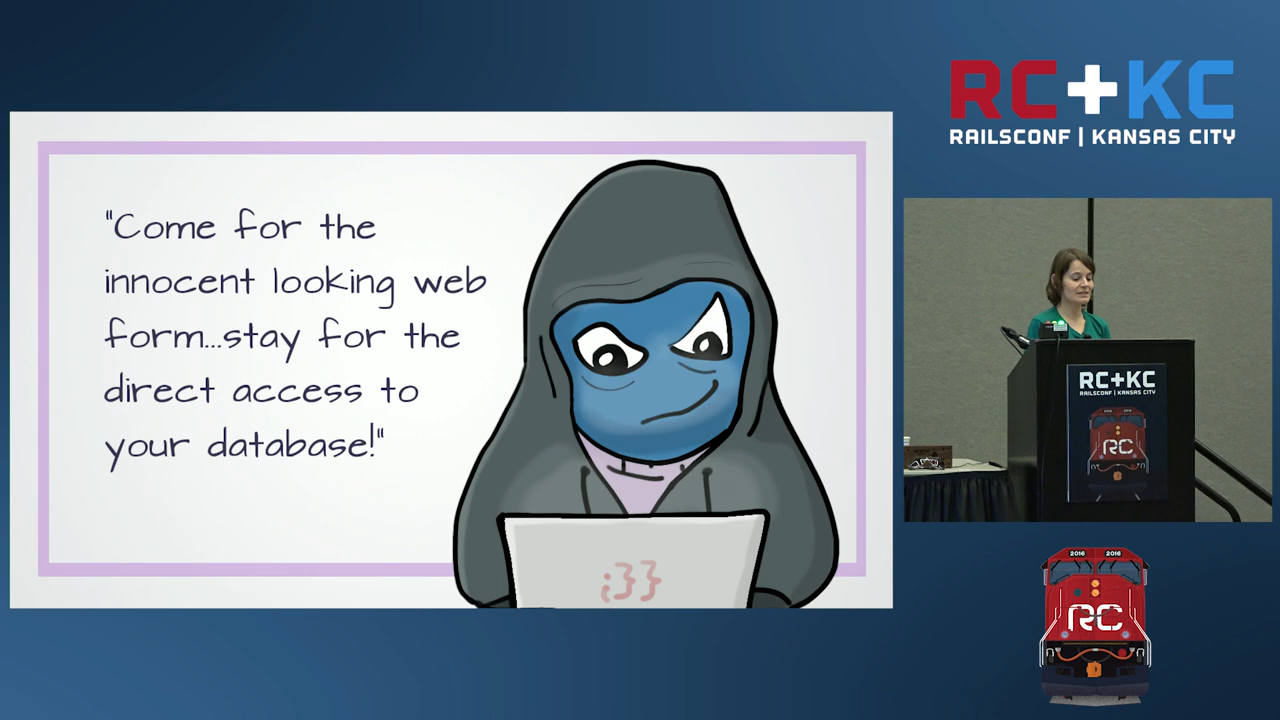 "Come for the
innocent looking web
form...stay for the
direct access to
your database!"
;}}
RC+KC
RAILSCONF | KANSAS CITY
RC+KC
RAILSCONF | KANSAS CITY
RC
2016 2016
RC